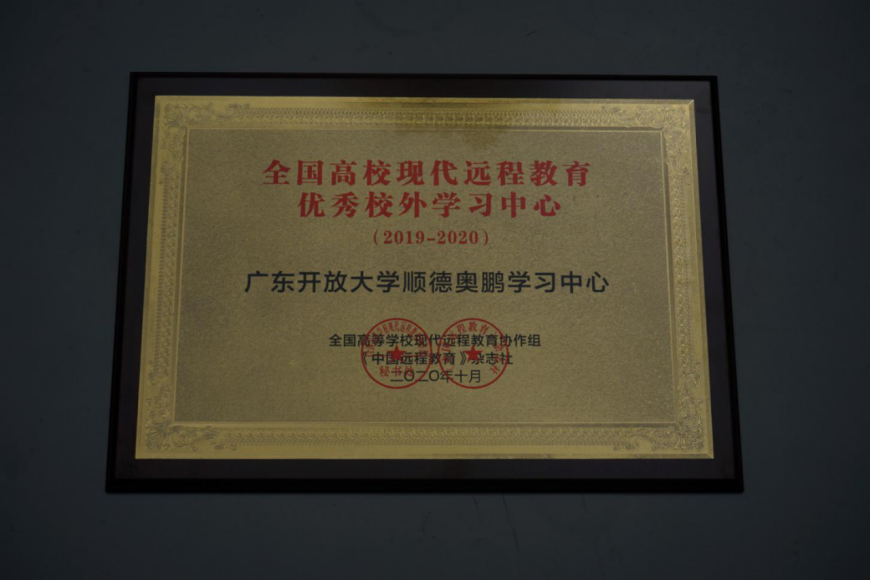 全国高校现代远程教育
优秀校外学习中心
(2019-2020)
广东开放大学顺德奥鹏学习中心
全国高等学校现代远程教育协作组
《中国远程教育》杂志社
二〇二〇年十月
秘书处